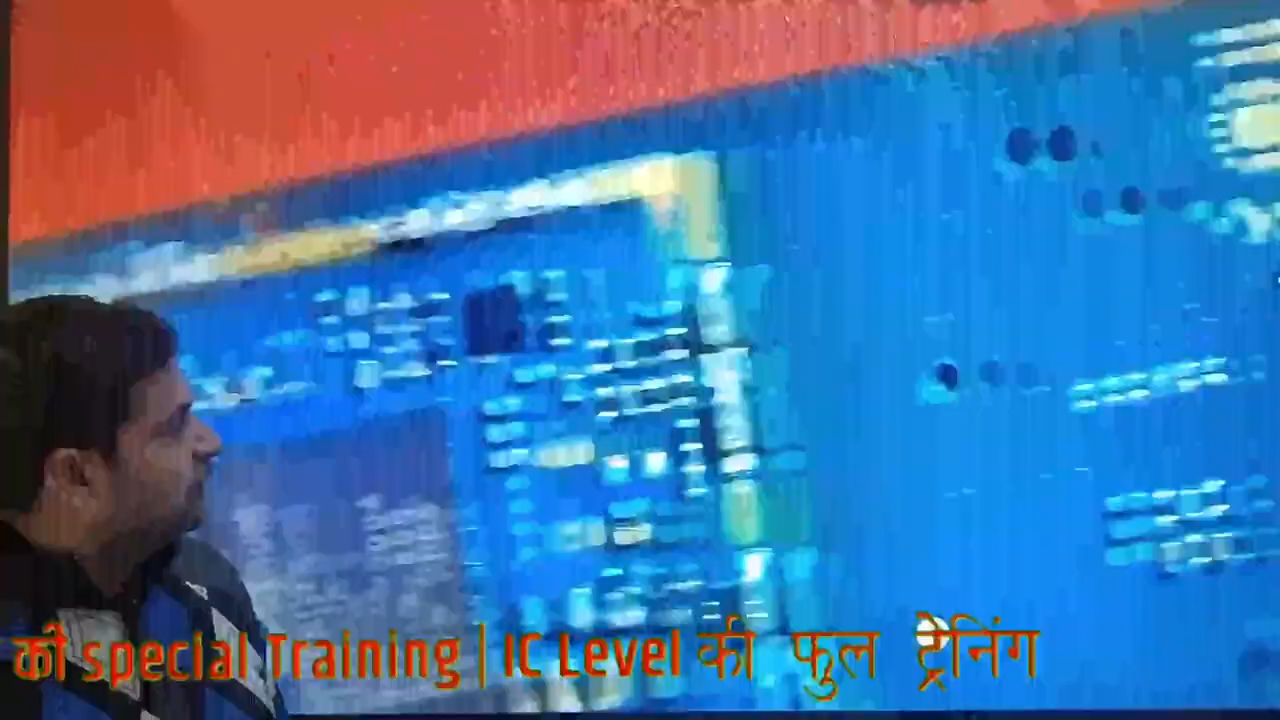 की special Training | IC Level की फुल ट्रेनिंग